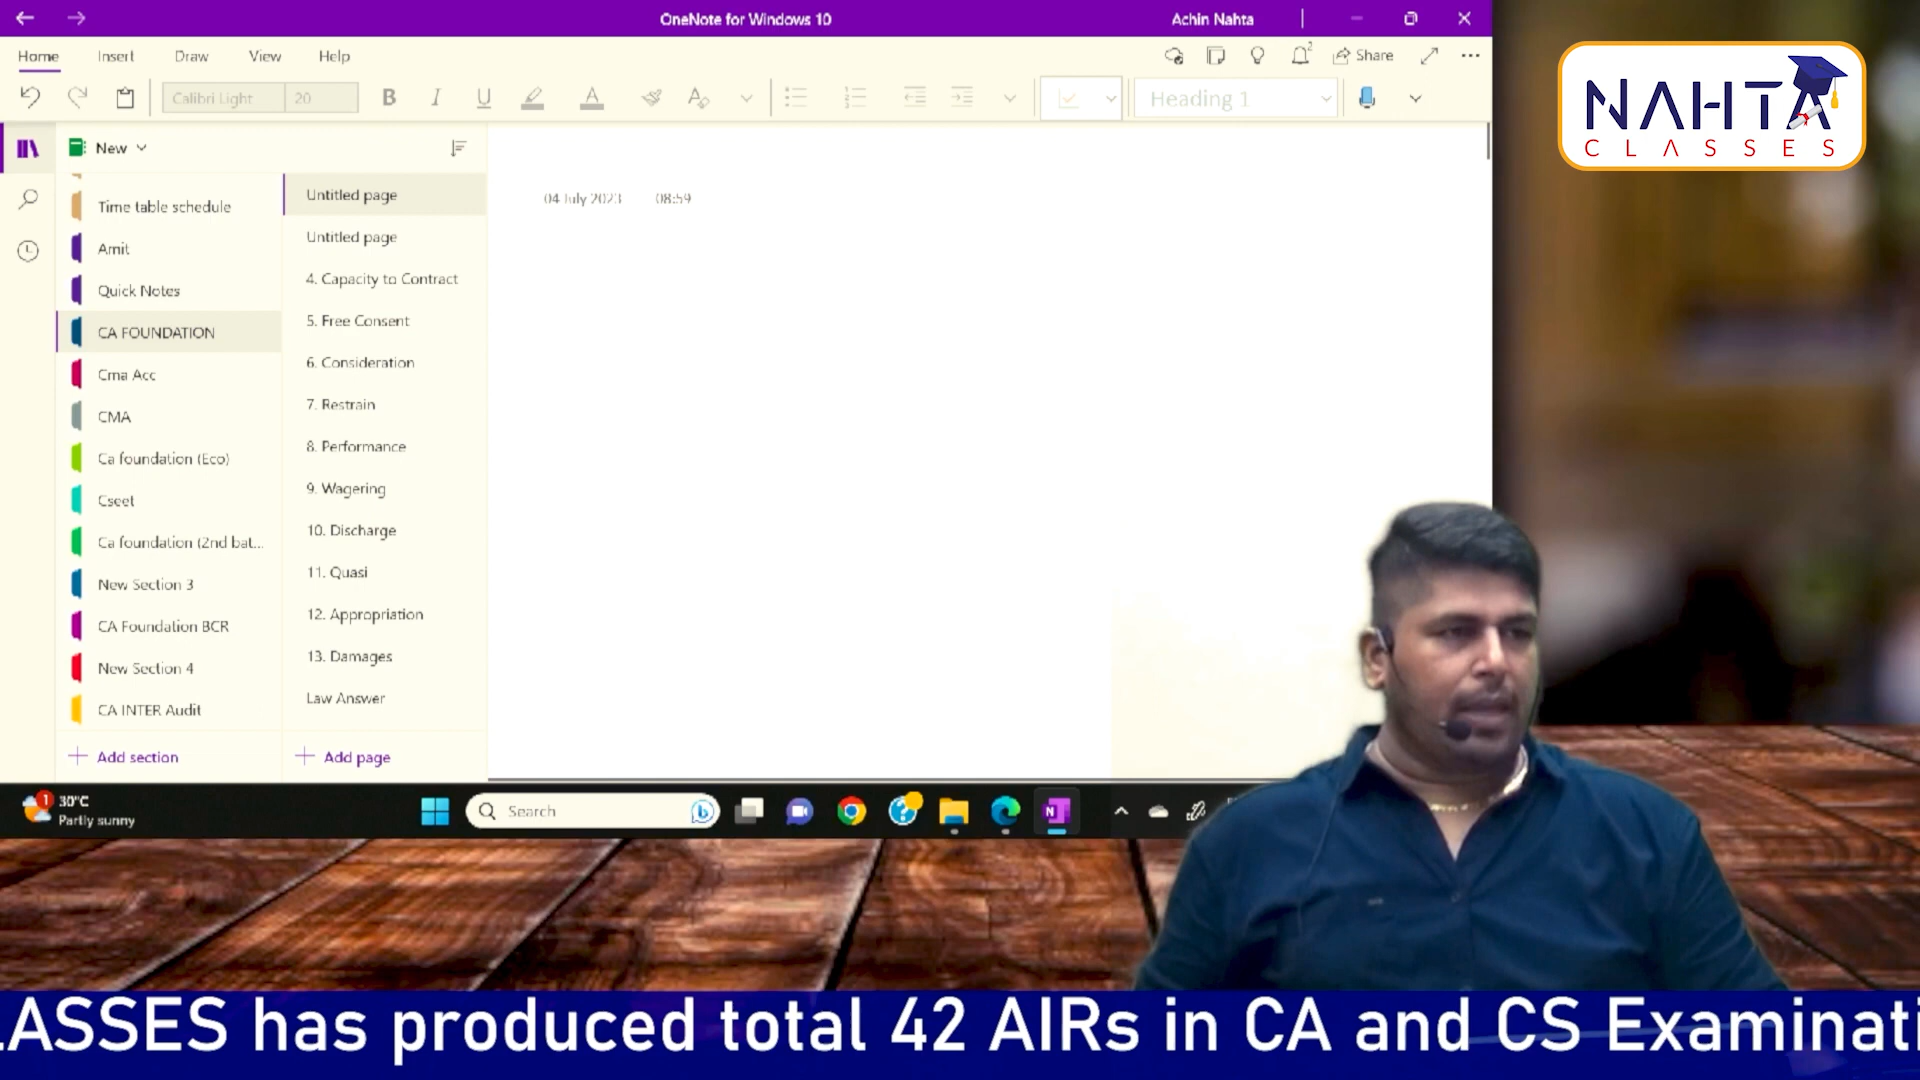 OneNote for Windows 10
Achin Nahta
Home
Insert
Draw
View
Help
2
Share
Calibri Light
20
B
I
U
A
Heading 1
New
Time table schedule
Amit
Quick Notes
CA FOUNDATION
Cma Acc
CMA
Ca foundation (Eco)
Cseet
Ca foundation (2nd bat...
New Section 3
CA Foundation BCR
New Section 4
CA INTER Audit
Add section
Untitled page
Untitled page
4. Capacity to Contract
5. Free Consent
6. Consideration
7. Restrain
8. Performance
9. Wagering
10. Discharge
11. Quasi
12. Appropriation
13. Damages
Law Answer
Add page
04 July 2023 08:59
NAHTA
CLASSES
1
30°C
Partly sunny
Search
LASSES has produced total 42 AIRs in CA and CS Examinati